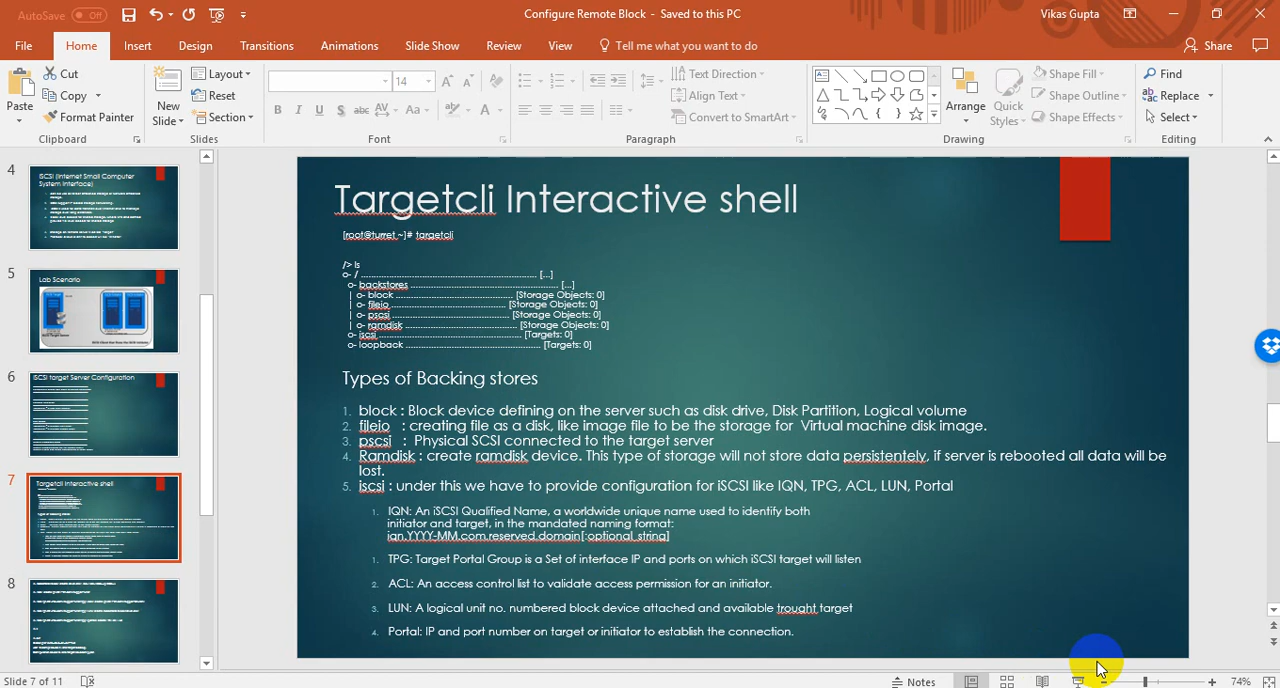 AutoSave Off
Configure Remote Block - Saved to this PC
Vikas Gupta
File Home Insert Design Transitions Animations Slide Show Review View Tell me what you want to do Share
Paste
Cut
Copy
Format Painter
Clipboard
New
Slide
Layout
Reset
Section
Slides
14
B I U S abc AV Aa A
Font
Text Direction
Align Text
Convert to SmartArt
Paragraph
Arrange
Quick
Styles
Shape Fill
Shape Outline
Shape Effects
Drawing
Find
Replace
Select
Editing
4
iSCSI (Internet Small Computer
System Interface)
5
Lab Scenario
6
iSCSI target Server Configuration
7
Targetcli Interactive shell
8
Targetcli Interactive shell
[root@turret ~]# targetcli
/> ls
o- / ............................................................ [...]
o- backstores .................................................. [...]
| o- block ........................................ [Storage Objects: 0]
| o- fileio ....................................... [Storage Objects: 0]
| o- pscsi ........................................ [Storage Objects: 0]
| o- ramdisk ...................................... [Storage Objects: 0]
o- iscsi ................................................ [Targets: 0]
o- loopback ............................................. [Targets: 0]
Types of Backing stores
1. block : Block device defining on the server such as disk drive, Disk Partition, Logical volume
2. fileio : creating file as a disk, like image file to be the storage for Virtual machine disk image.
3. pscsi : Physical SCSI connected to the target server
4. Ramdisk : create ramdisk device. This type of storage will not store data persistentely, if server is rebooted all data will be
lost.
5. iscsi : under this we have to provide configuration for iSCSI like IQN, TPG, ACL, LUN, Portal
1. IQN: An iSCSI Qualified Name, a worldwide unique name used to identify both
initiator and target, in the mandated naming format:
iqn.YYYY-MM.com.reserved.domain[:optional_string]
1. TPG: Target Portal Group is a Set of interface IP and ports on which iSCSI target will listen
2. ACL: An access control list to validate access permission for an initiator.
3. LUN: A logical unit no. numbered block device attached and available trought target
4. Portal: IP and port number on target or initiator to establish the connection.
Slide 7 of 11
Notes
74%